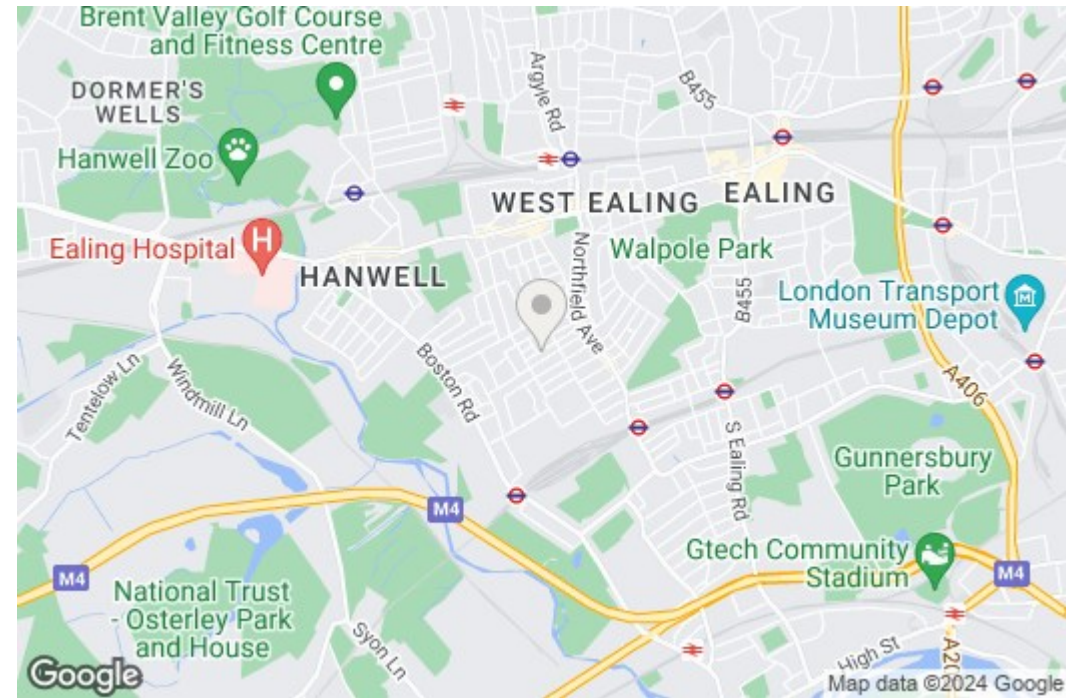 Brent Valley Golf Course
and Fitness Centre
DORMER'S
WELLS
Argyle Rd
B455
Hanwell Zoo
WEST EALING
EALING
Ealing Hospital
H
HANWELL
Northfield Ave
Walpole Park
B455
London Transport
Museum Depot
M
Tentelow Ln
Windmill Ln
Boston Rd
A406
S Ealing Rd
Gunnersbury
Park
M4
Gtech Community
Stadium
M4
M4
National Trust
- Osterley Park
and House
Syon Ln
High St
Google
Map data ©2024 Google